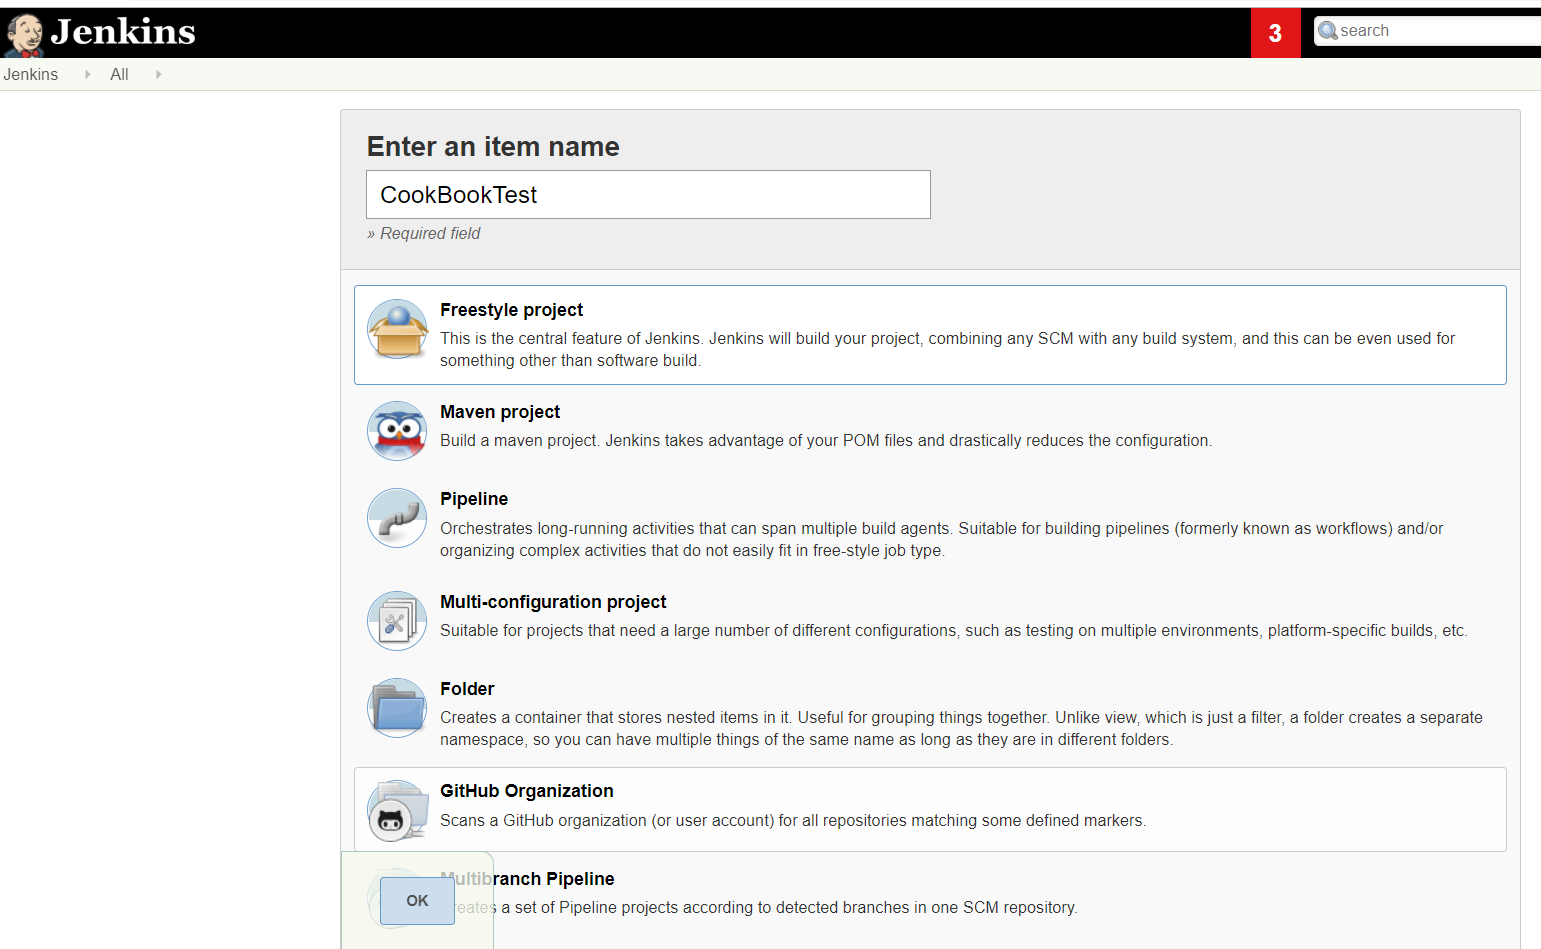 Jenkins
3
search
Jenkins
All
Enter an item name
CookBookTest
» Required field
Freestyle project
This is the central feature of Jenkins. Jenkins will build your project, combining any SCM with any build system, and this can be even used for
something other than software build.
Maven project
Build a maven project. Jenkins takes advantage of your POM files and drastically reduces the configuration.
Pipeline
Orchestrates long-running activities that can span multiple build agents. Suitable for building pipelines (formerly known as workflows) and/or
organizing complex activities that do not easily fit in free-style job type.
Multi-configuration project
Suitable for projects that need a large number of different configurations, such as testing on multiple environments, platform-specific builds, etc.
Folder
Creates a container that stores nested items in it. Useful for grouping things together. Unlike view, which is just a filter, a folder creates a separate
namespace, so you can have multiple things of the same name as long as they are in different folders.
GitHub Organization
Scans a GitHub organization (or user account) for all repositories matching some defined markers.
Multibranch Pipeline
OK
Creates a set of Pipeline projects according to detected branches in one SCM repository.